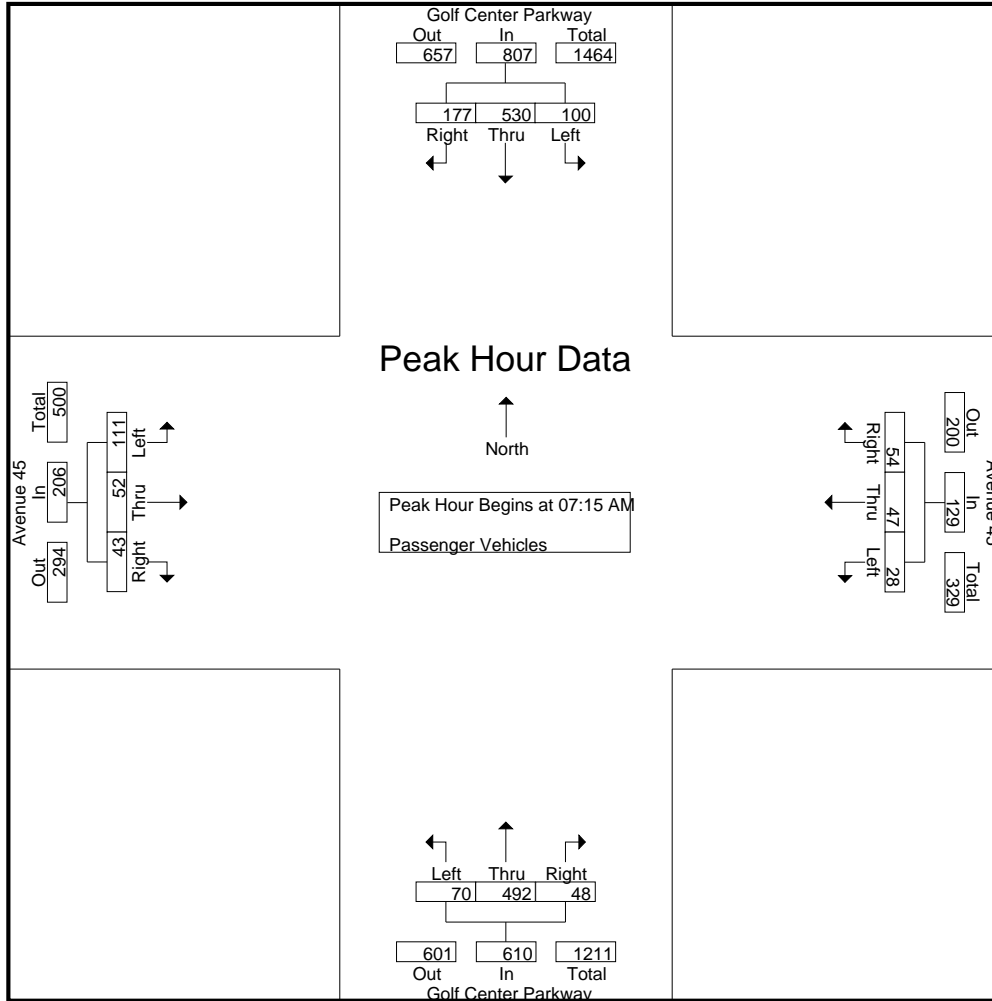 Golf Center Parkway
Out In Total
657 807 1464
177 530 100
Right Thru Left
Peak Hour Data
North
Peak Hour Begins at 07:15 AM
Passenger Vehicles
Avenue 45
Total In Out
500 206 294
111 52 43
Left Thru Right
Avenue 45
Out In Total
200 129 329
Right Thru Left
54 47 28
Left Thru Right
70 492 48
601 610 1211
Out In Total
Golf Center Parkway